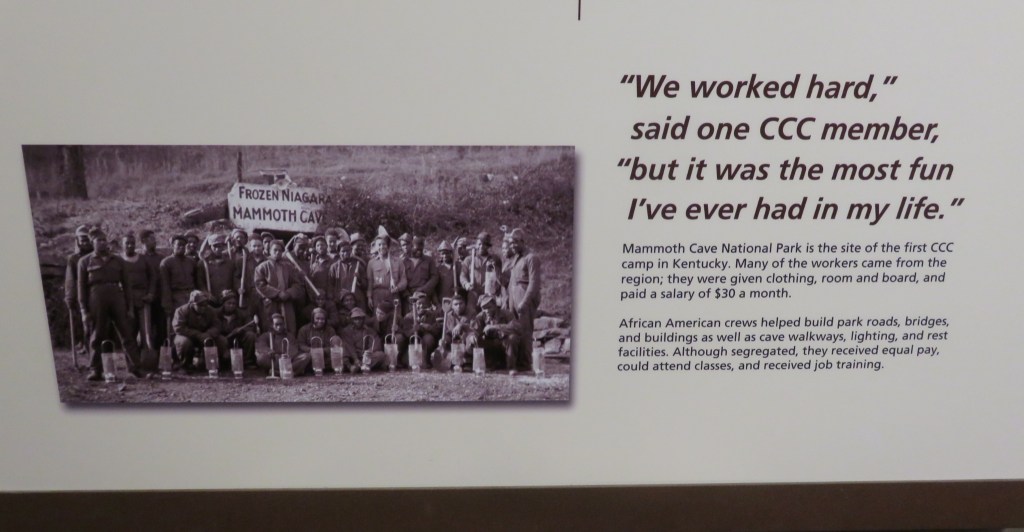 FROZEN NIAGARA
MAMMOTH CAVE
“We worked hard,”
said one CCC member,
“but it was the most fun
I’ve ever had in my life.”
Mammoth Cave National Park is the site of the first CCC
camp in Kentucky. Many of the workers came from the
region; they were given clothing, room and board, and
paid a salary of $30 a month.
African American crews helped build park roads, bridges,
and buildings as well as cave walkways, lighting, and rest
facilities. Although segregated, they received equal pay,
could attend classes, and received job training.